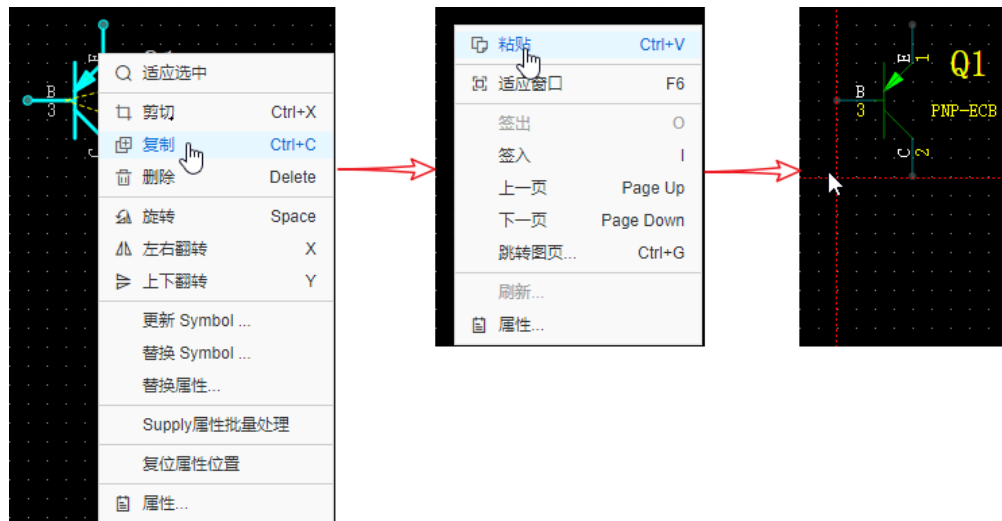 E
B
3
C
适应选中
剪切 Ctrl+X
复制 Ctrl+C
删除 Delete
旋转 Space
左右翻转 X
上下翻转 Y
更新 Symbol ...
替换 Symbol ...
替换属性...
Supply属性批量处理
复位属性位置
属性...
粘贴 Ctrl+V
适应窗口 F6
签出 O
签入 I
上一页 Page Up
下一页 Page Down
跳转图页... Ctrl+G
刷新...
属性...
E 1
Q1
B
3
PNP-ECB
C 2